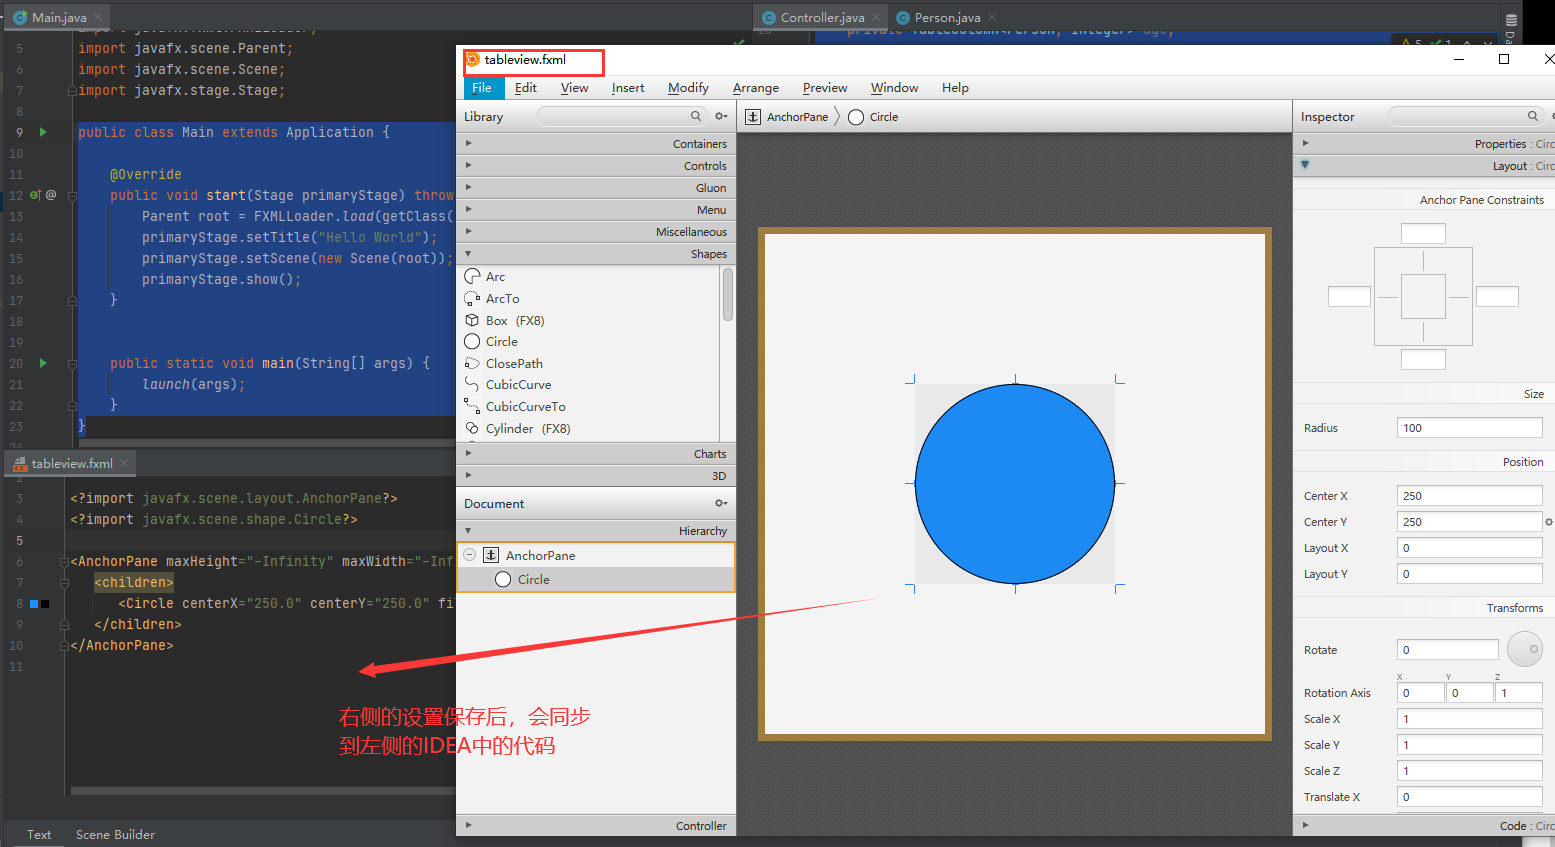 Main.java
Controller.java
Person.java
5 import javafx.scene.Parent;
6 import javafx.scene.Scene;
7 import javafx.stage.Stage;
8
9 public class Main extends Application {
10
11 @Override
12 @ public void start(Stage primaryStage) throw
13 Parent root = FXMLLoader.load(getClass(
14 primaryStage.setTitle("Hello World");
15 primaryStage.setScene(new Scene(root));
16 primaryStage.show();
17 }
18
19
20 public static void main(String[] args) {
21 launch(args);
22 }
23 }
tableview.fxml
3 <?import javafx.scene.layout.AnchorPane?>
4 <?import javafx.scene.shape.Circle?>
5
6 <AnchorPane maxHeight="-Infinity" maxWidth="-Inf
7 <children>
8 <Circle centerX="250.0" centerY="250.0" fi
9 </children>
10 </AnchorPane>
11
Text
Scene Builder
tableview.fxml
File Edit View Insert Modify Arrange Preview Window Help
Library
Containers
Controls
Gluon
Menu
Miscellaneous
Shapes
Arc
ArcTo
Box (FX8)
Circle
ClosePath
CubicCurve
CubicCurveTo
Cylinder (FX8)
Charts
3D
Document
Hierarchy
AnchorPane
Circle
Controller
AnchorPane
Circle
右侧的设置保存后，会同步
到左侧的IDEA中的代码
Inspector
Properties : Circ
Layout : Circ
Anchor Pane Constraints
Size
Radius 100
Position
Center X 250
Center Y 250
Layout X 0
Layout Y 0
Transforms
Rotate 0
X Y Z
Rotation Axis 0 0 1
Scale X 1
Scale Y 1
Scale Z 1
Translate X 0
Code : Circ